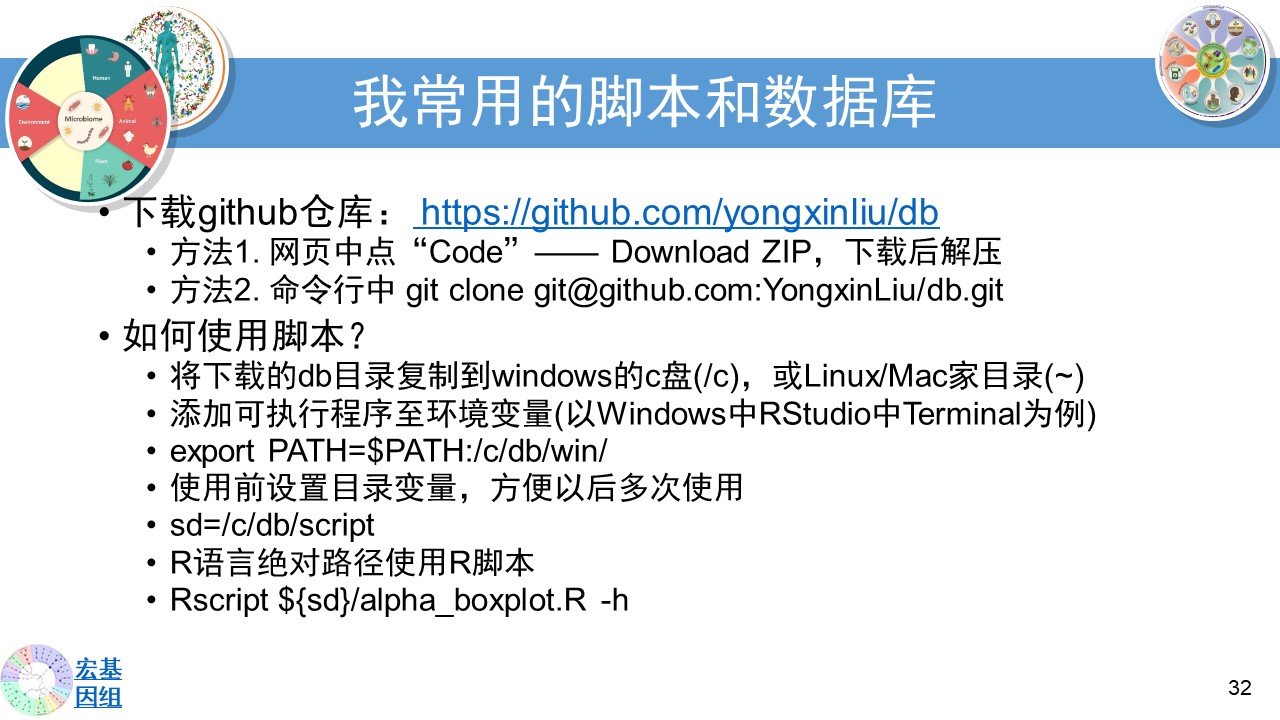 我常用的脚本和数据库
Human
Environment
Microbiome
Animal
Plant
• 下载github仓库： https://github.com/yongxinliu/db
• 方法1. 网页中点“Code”—— Download ZIP，下载后解压
• 方法2. 命令行中 git clone git@github.com:YongxinLiu/db.git
• 如何使用脚本？
• 将下载的db目录复制到windows的c盘(/c)，或Linux/Mac家目录(~)
• 添加可执行程序至环境变量(以Windows中RStudio中Terminal为例)
• export PATH=$PATH:/c/db/win/
• 使用前设置目录变量，方便以后多次使用
• sd=/c/db/script
• R语言绝对路径使用R脚本
• Rscript ${sd}/alpha_boxplot.R -h
宏基
因组
32